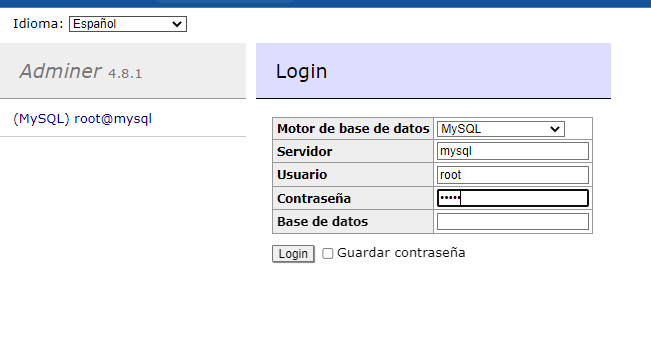 Idioma: Español
Adminer 4.8.1
Login
(MySQL) root@mysql
Motor de base de datos MySQL
Servidor mysql
Usuario root
Contraseña •••••
Base de datos
Login Guardar contraseña